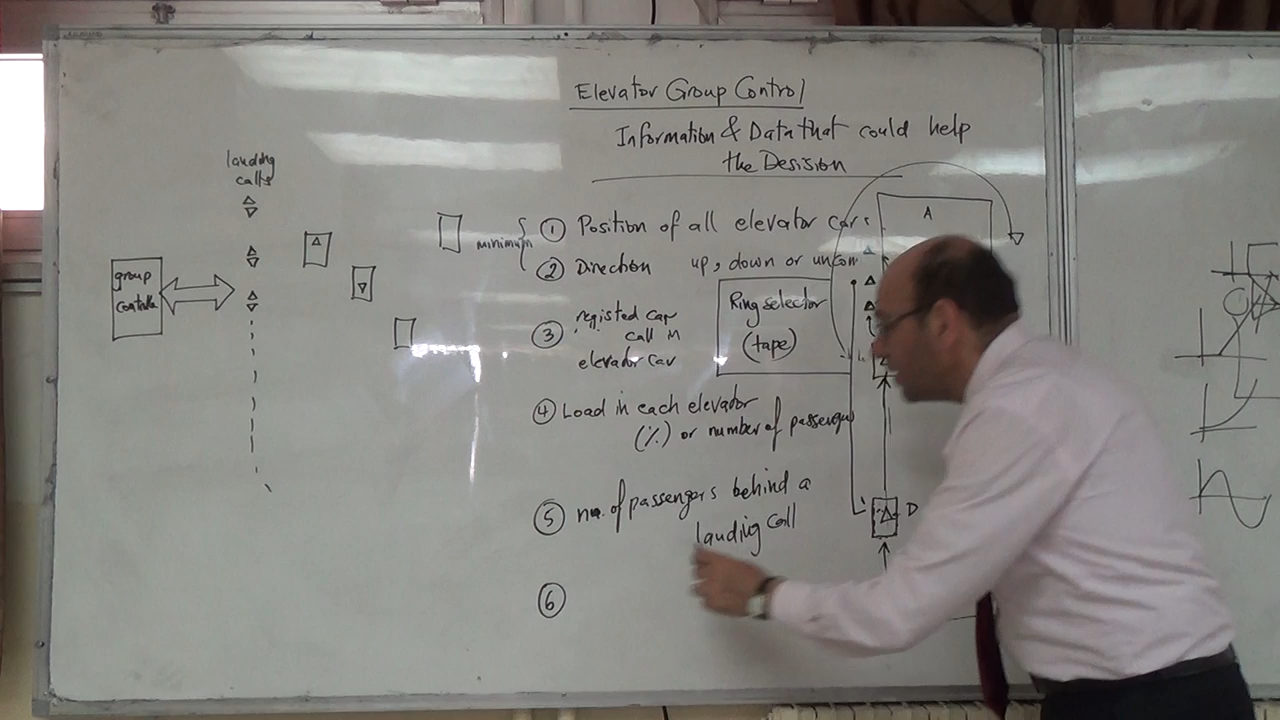 Elevator Group Control
Information & Data that could help
the Desision
landing
calls
group
minimum
① Position of all elevator cars
② Direction up, down or uncom
③ registed car
call in
elevator car
Ring selector
(tape)
④ Load in each elevator
(%) or number of passenger
⑤ no. of passengers behind a
landing call
⑥
A
D